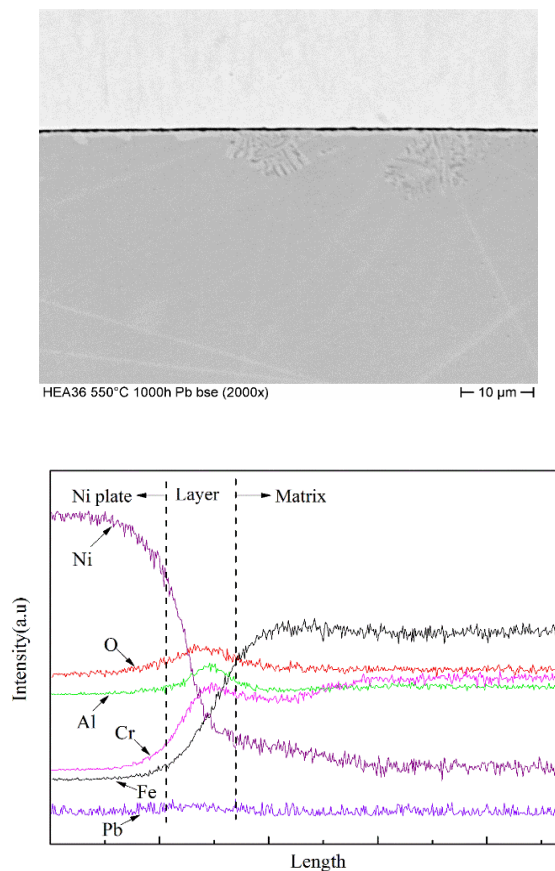 HEA36 550°C 1000h Pb bse (2000x)
10 µm
Ni plate
Layer
Matrix
Ni
O
Al
Cr
Fe
Pb
Intensity(a.u)
Length